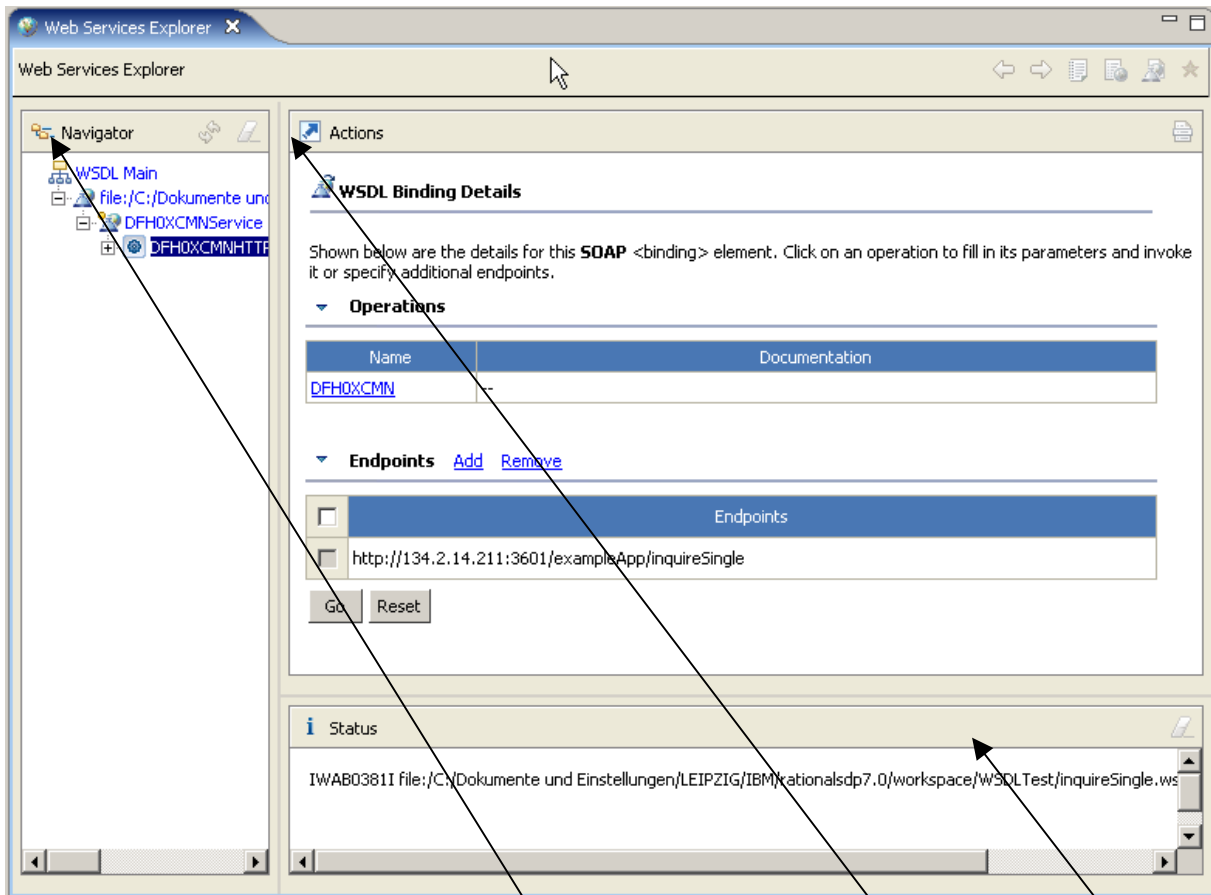 Web Services Explorer
Web Services Explorer
Navigator
WSDL Main
file:/C:/Dokumente und
DFH0XCMNService
DFH0XCMNHTTP
Actions
WSDL Binding Details
Shown below are the details for this SOAP <binding> element. Click on an operation to fill in its parameters and invoke
it or specify additional endpoints.
Operations
Name Documentation
DFH0XCMN --
Endpoints Add Remove
Endpoints
http://134.2.14.211:3601/exampleApp/inquireSingle
Go Reset
i Status
IWAB0381I file:/C:/Dokumente und Einstellungen/LEIPZIG/IBM/rationalsdp7.0/workspace/WSDLTest/inquireSingle.ws